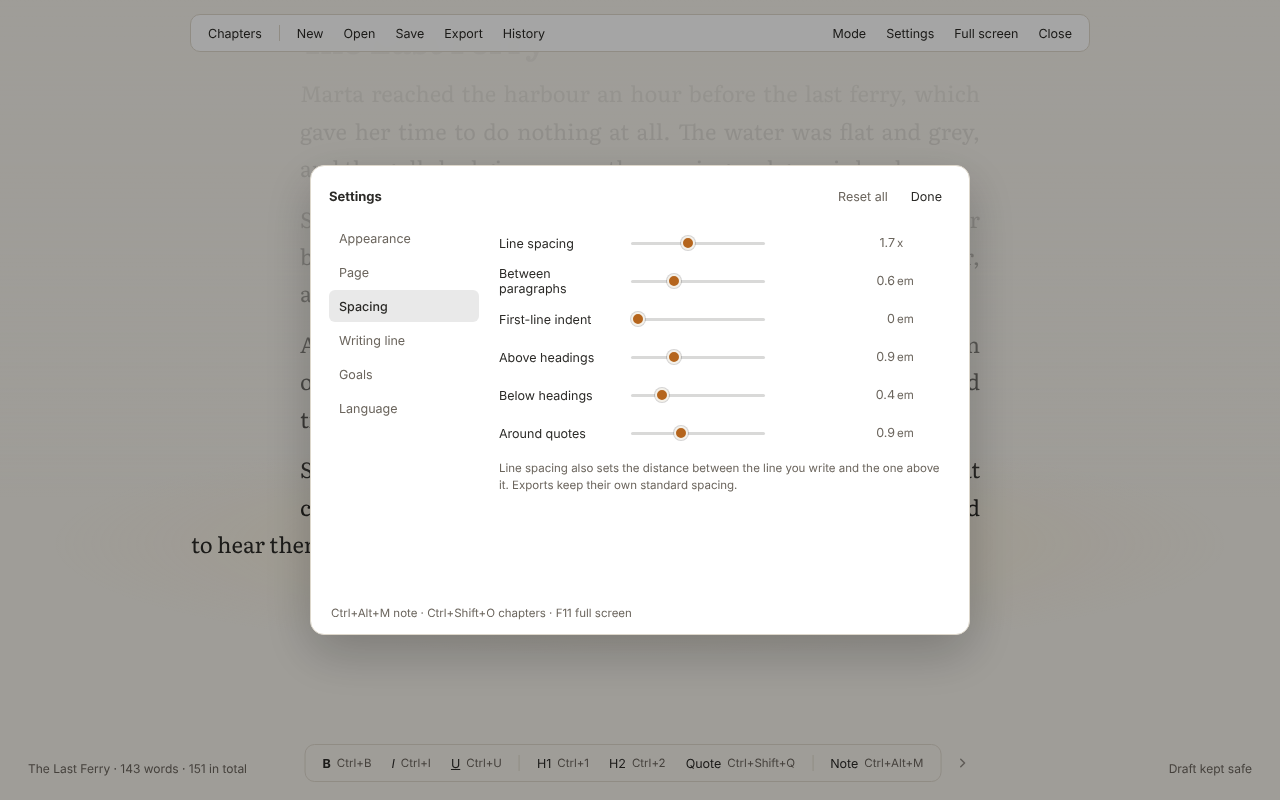 Chapters New Open Save Export History Mode Settings Full screen Close
Marta reached the harbour an hour before the last ferry, which
gave her time to do nothing at all. The water was flat and grey,
Settings Reset all Done
Appearance
Page
Spacing
Writing line
Goals
Language
Line spacing 1.7 x
Between
paragraphs 0.6 em
First-line indent 0 em
Above headings 0.9 em
Below headings 0.4 em
Around quotes 0.9 em
Line spacing also sets the distance between the line you write and the one above
it. Exports keep their own standard spacing.
to hear
Ctrl+Alt+M note · Ctrl+Shift+O chapters · F11 full screen
B Ctrl+B I Ctrl+I U Ctrl+U H1 Ctrl+1 H2 Ctrl+2 Quote Ctrl+Shift+Q Note Ctrl+Alt+M
The Last Ferry · 143 words · 151 in total
Draft kept safe